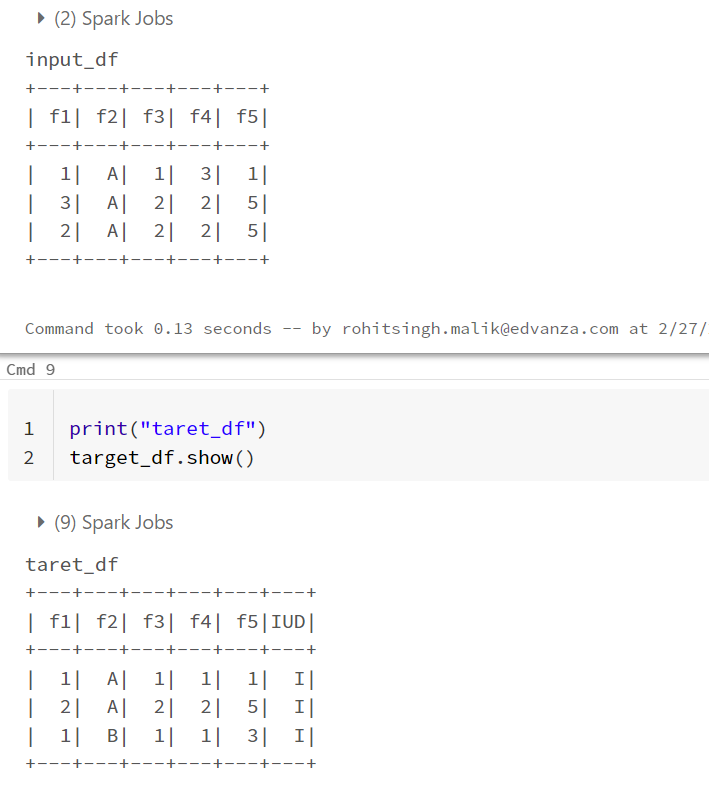 (2) Spark Jobs
input_df
+---+---+---+---+---+
| f1| f2| f3| f4| f5|
+---+---+---+---+---+
|  1|  A|  1|  3|  1|
|  3|  A|  2|  2|  5|
|  2|  A|  2|  2|  5|
+---+---+---+---+---+
Command took 0.13 seconds -- by rohitsingh.malik@edvanza.com at 2/27/
Cmd 9
1 print("taret_df")
2 target_df.show()
(9) Spark Jobs
taret_df
+---+---+---+---+---+---+
| f1| f2| f3| f4| f5|IUD|
+---+---+---+---+---+---+
|  1|  A|  1|  1|  1|  I|
|  2|  A|  2|  2|  5|  I|
|  1|  B|  1|  1|  3|  I|
+---+---+---+---+---+---+